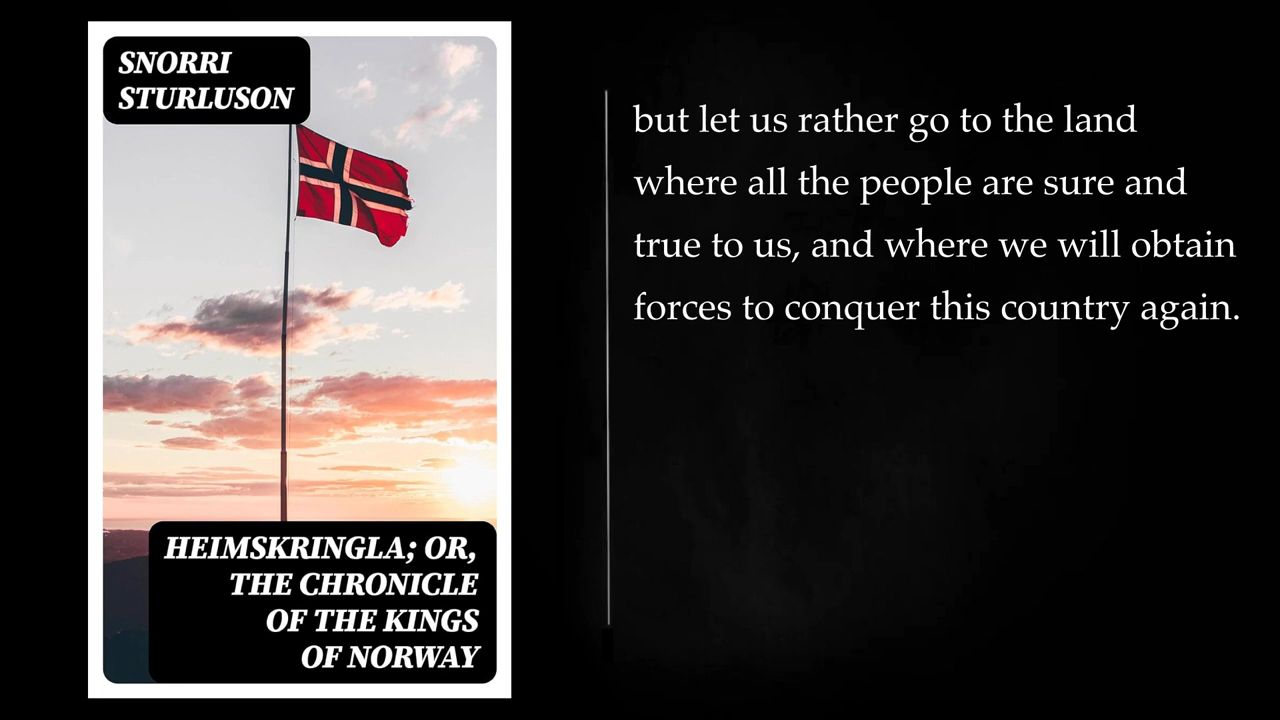 SNORRI
STURLUSON
HEIMSKRINGLA; OR,
THE CHRONICLE
OF THE KINGS
OF NORWAY
but let us rather go to the land
where all the people are sure and
true to us, and where we will obtain
forces to conquer this country again.